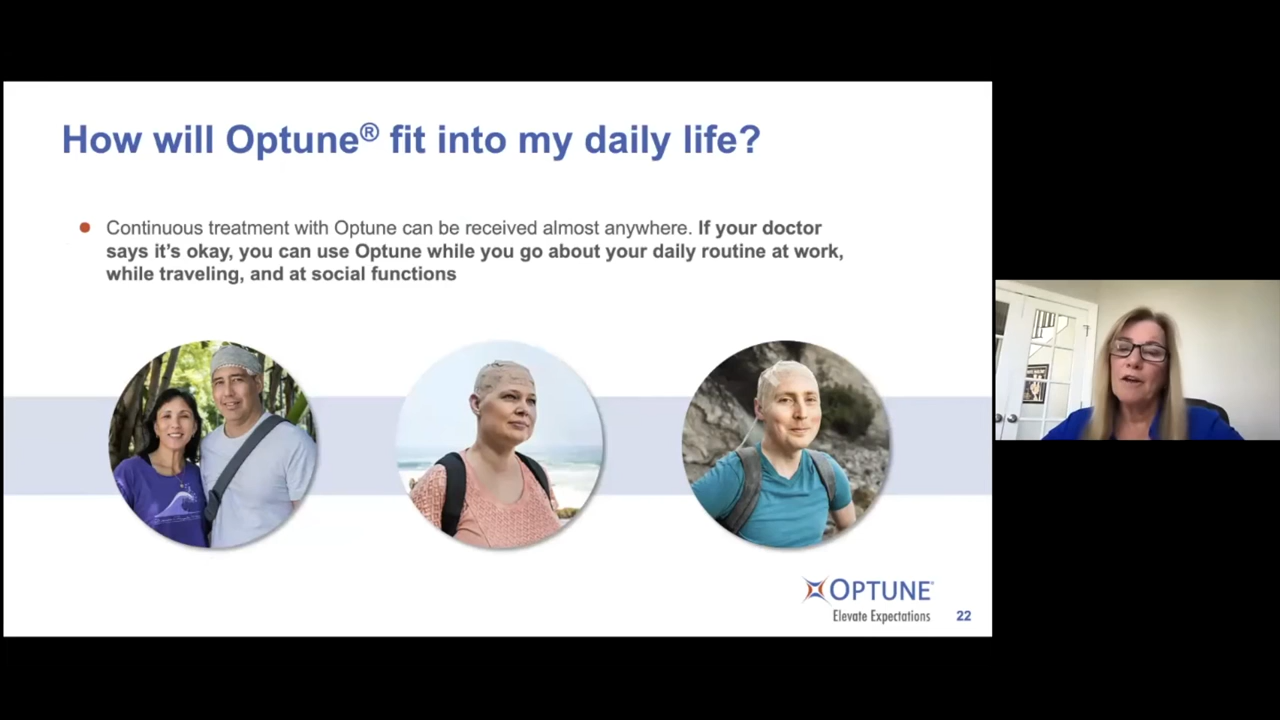 How will Optune® fit into my daily life?
Continuous treatment with Optune can be received almost anywhere. If your doctor
says it's okay, you can use Optune while you go about your daily routine at work,
while traveling, and at social functions
OPTUNE®
Elevate Expectations
22